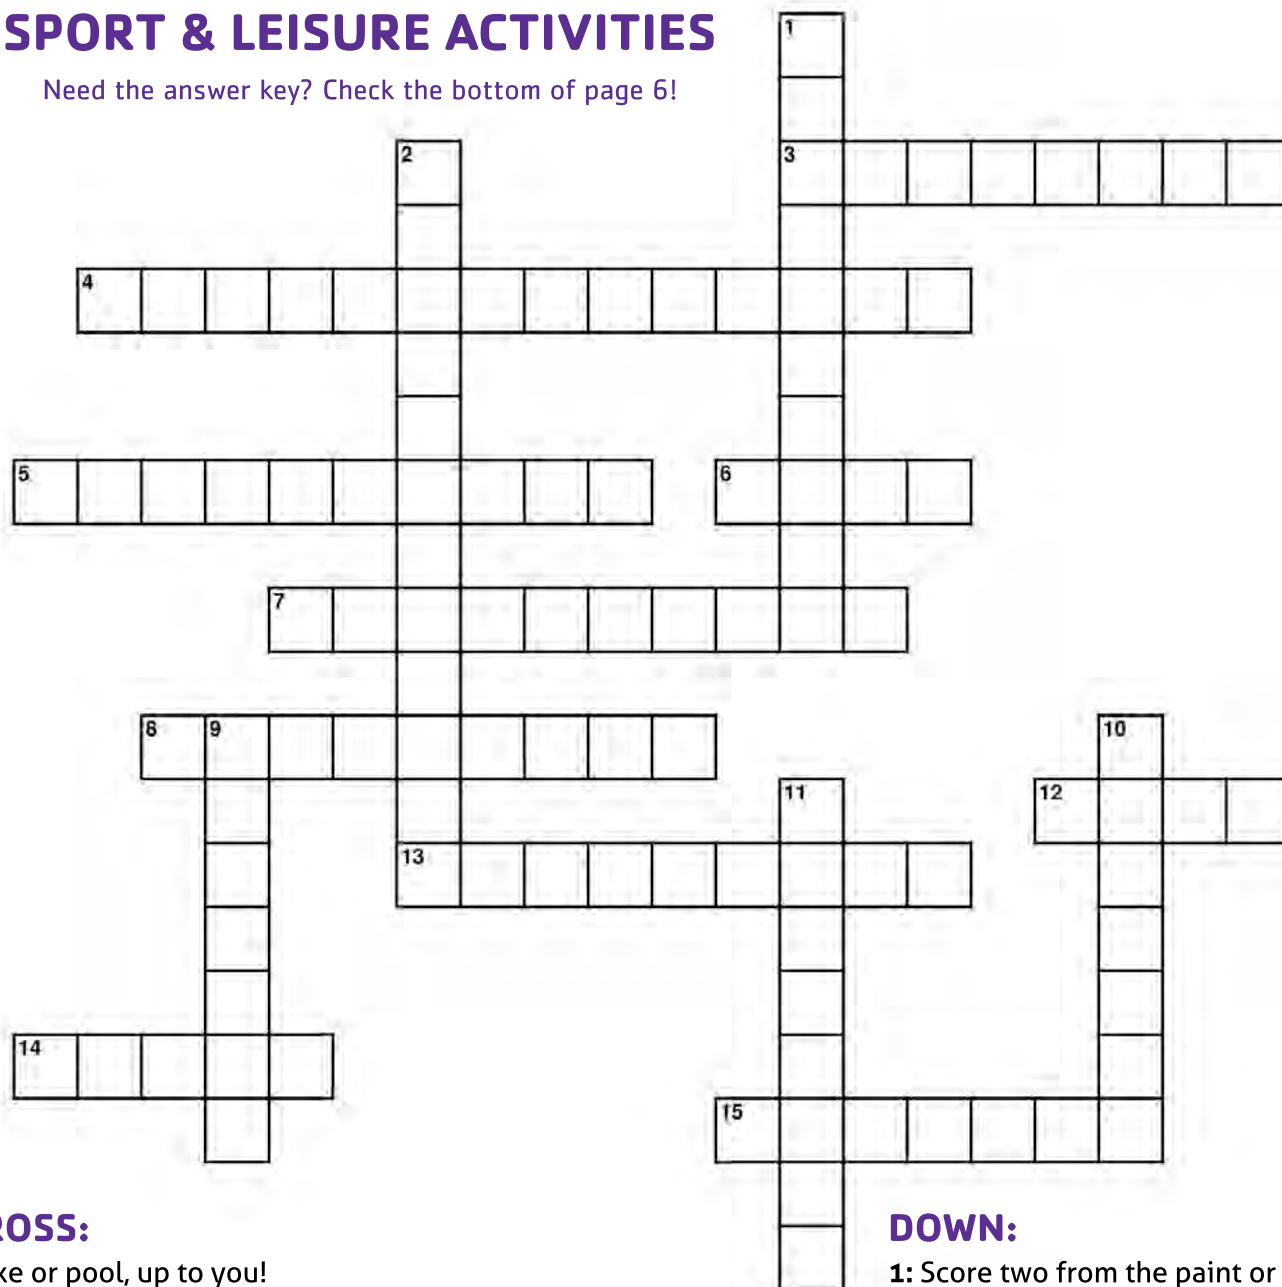 SPORT & LEISURE ACTIVITIES
Need the answer key? Check the bottom of page 6!
1
2
3
4
5
6
7
8 9
10
11
12
13
14
15
ROSS:
DOWN:
ke or pool, up to you!
1: Score two from the paint or